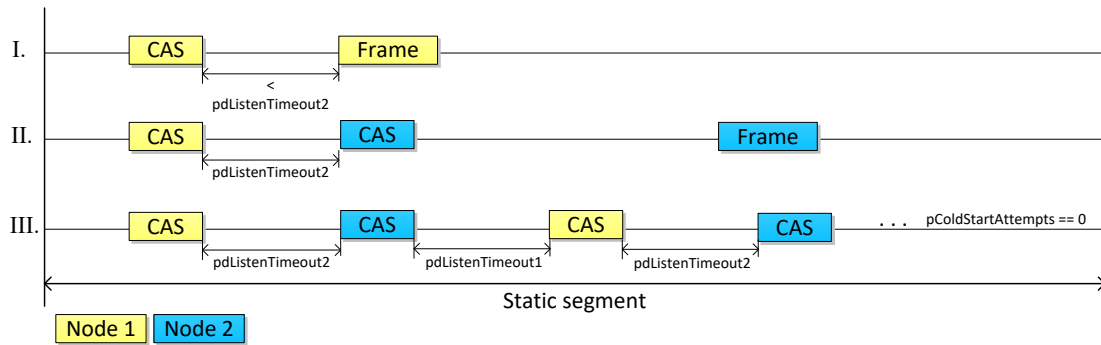 I. CAS Frame
<
pdListenTimeout2
II. CAS CAS Frame
pdListenTimeout2
III. CAS CAS CAS CAS . . . pColdStartAttempts == 0
pdListenTimeout2 pdListenTimeout1 pdListenTimeout2
Static segment
Node 1 Node 2